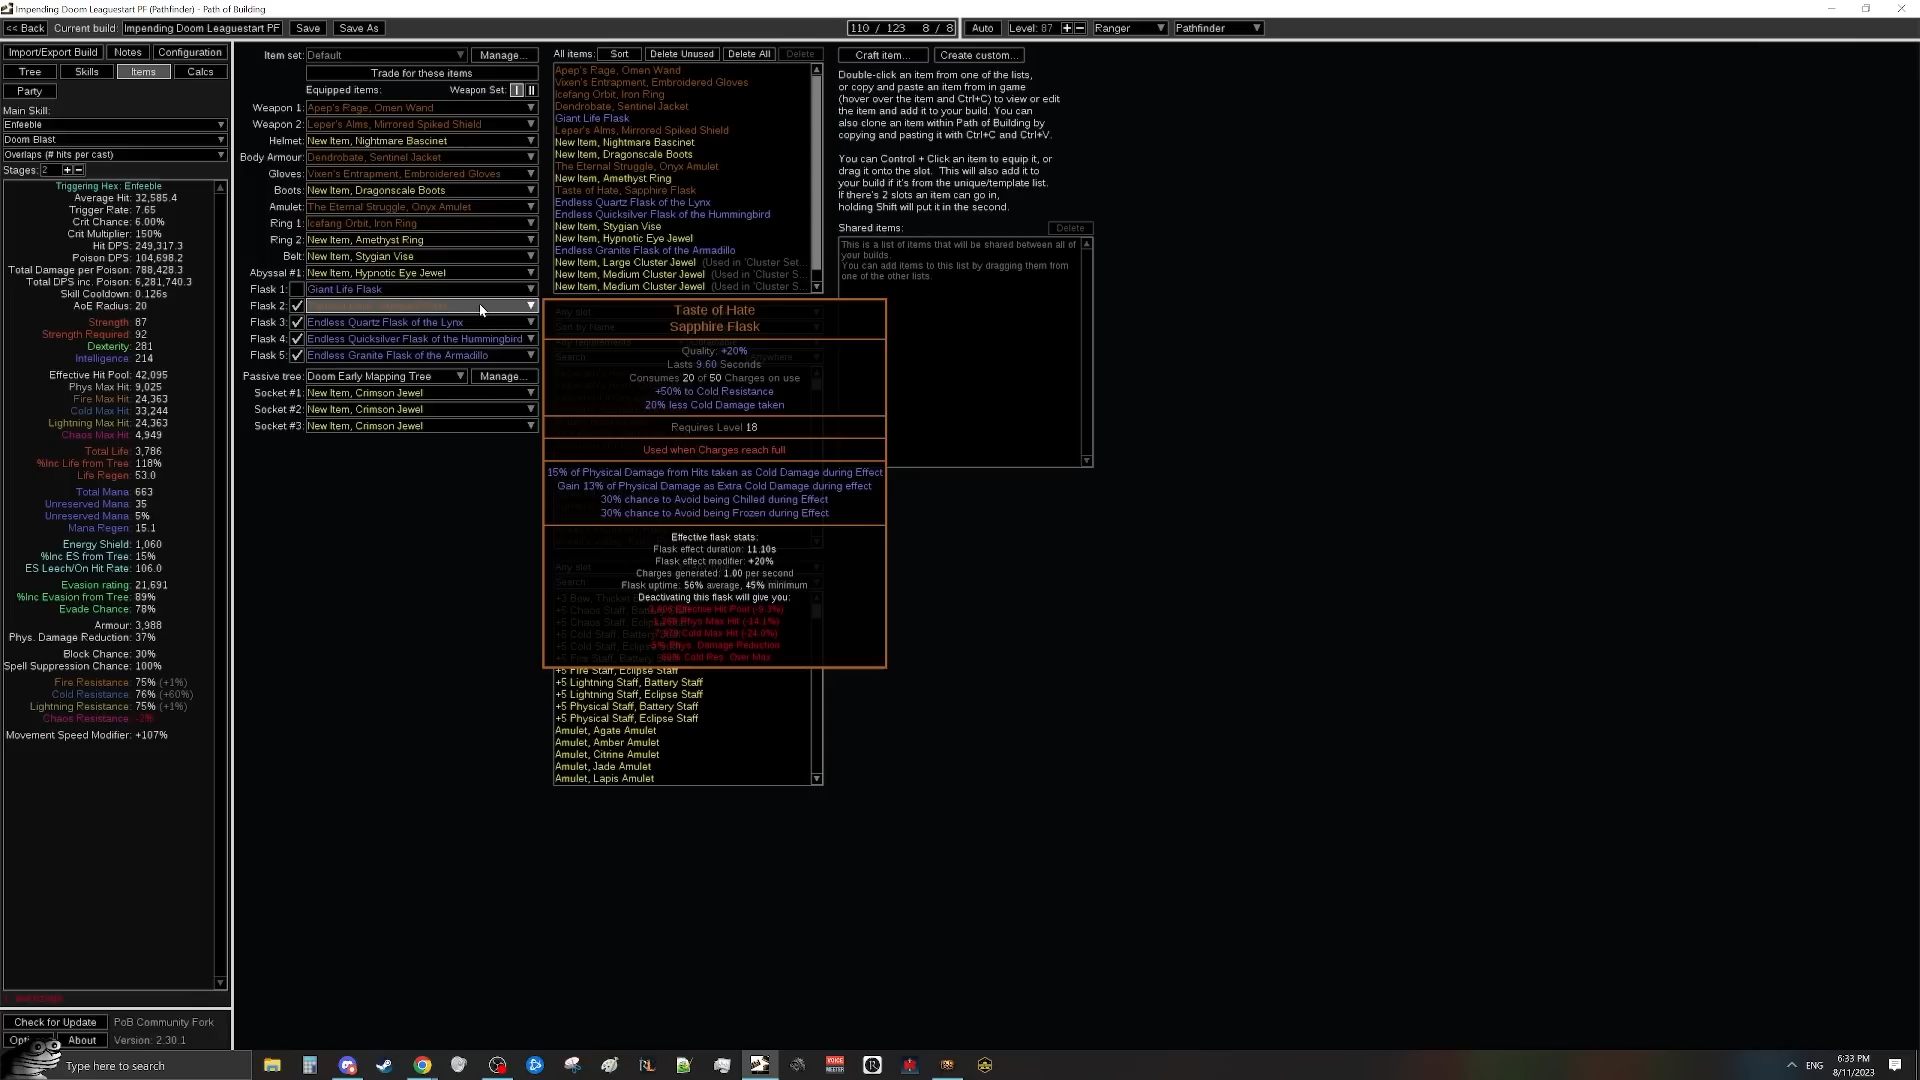 Impending Doom Leaguestart PF (Pathfinder) - Path of Building
<< Back
Current build: Impending Doom Leaguestart PF
Save
Save As
110 / 123 8 / 8
Auto
Level: 87
Ranger
Pathfinder
Import/Export Build
Notes
Configuration
Tree
Skills
Items
Calcs
Party
Main Skill:
Enfeeble
Doom Blast
Overlaps (# hits per cast)
Stages: 2
Triggering Hex: Enfeeble
Average Hit: 32,585.4
Trigger Rate: 7.65
Crit Chance: 6.00%
Crit Multiplier: 150%
Hit DPS: 249,317.3
Poison DPS: 104,698.2
Total Damage per Poison: 788,428.3
Total DPS inc. Poison: 6,281,740.3
Skill Cooldown: 0.126s
AoE Radius: 20
Strength: 87
Strength Required: 92
Dexterity: 281
Intelligence: 214
Effective Hit Pool: 42,095
Phys Max Hit: 9,025
Fire Max Hit: 24,363
Cold Max Hit: 33,244
Lightning Max Hit: 24,363
Chaos Max Hit: 4,949
Total Life: 3,786
%Inc Life from Tree: 118%
Life Regen: 53.0
Total Mana: 663
Unreserved Mana: 35
Unreserved Mana: 5%
Mana Regen: 15.1
Energy Shield: 1,060
%Inc ES from Tree: 15%
ES Leech/On Hit Rate: 106.0
Evasion rating: 21,691
%Inc Evasion from Tree: 89%
Evade Chance: 78%
Armour: 3,988
Phys. Damage Reduction: 37%
Block Chance: 30%
Spell Suppression Chance: 100%
Fire Resistance: 75% (+1%)
Cold Resistance: 76% (+60%)
Lightning Resistance: 75% (+1%)
Chaos Resistance: -2%
Movement Speed Modifier: +107%
Check for Update
PoB Community Fork
About
Version: 2.30.1
Item set: Default
Manage...
Trade for these items
Equipped items:
Weapon Set: I II
Weapon 1: Apep's Rage, Omen Wand
Weapon 2: Leper's Alms, Mirrored Spiked Shield
Helmet: New Item, Nightmare Bascinet
Body Armour: Dendrobate, Sentinel Jacket
Gloves: Vixen's Entrapment, Embroidered Gloves
Boots: New Item, Dragonscale Boots
Amulet: The Eternal Struggle, Onyx Amulet
Ring 1: Icefang Orbit, Iron Ring
Ring 2: New Item, Amethyst Ring
Belt: New Item, Stygian Vise
Abyssal #1: New Item, Hypnotic Eye Jewel
Flask 1: Giant Life Flask
Flask 2:
Flask 3: Endless Quartz Flask of the Lynx
Flask 4: Endless Quicksilver Flask of the Hummingbird
Flask 5: Endless Granite Flask of the Armadillo
Passive tree: Doom Early Mapping Tree
Manage...
Socket #1: New Item, Crimson Jewel
Socket #2: New Item, Crimson Jewel
Socket #3: New Item, Crimson Jewel
All items:
Sort
Delete Unused
Delete All
Delete
Apep's Rage, Omen Wand
Vixen's Entrapment, Embroidered Gloves
Icefang Orbit, Iron Ring
Dendrobate, Sentinel Jacket
Giant Life Flask
Leper's Alms, Mirrored Spiked Shield
New Item, Nightmare Bascinet
New Item, Dragonscale Boots
The Eternal Struggle, Onyx Amulet
New Item, Amethyst Ring
Taste of Hate, Sapphire Flask
Endless Quartz Flask of the Lynx
Endless Quicksilver Flask of the Hummingbird
New Item, Stygian Vise
New Item, Hypnotic Eye Jewel
Endless Granite Flask of the Armadillo
New Item, Large Cluster Jewel (Used in 'Cluster Set...
New Item, Medium Cluster Jewel (Used in 'Cluster S...
New Item, Medium Cluster Jewel (Used in 'Cluster S...
Taste of Hate
Sapphire Flask
Quality: +20%
Lasts 9.60 Seconds
Consumes 20 of 50 Charges on use
+50% to Cold Resistance
20% less Cold Damage taken
Requires Level 18
Used when Charges reach full
15% of Physical Damage from Hits taken as Cold Damage during Effect
Gain 13% of Physical Damage as Extra Cold Damage during effect
30% chance to Avoid being Chilled during Effect
30% chance to Avoid being Frozen during Effect
Effective flask stats:
Flask effect duration: 11.10s
Flask effect modifier: +20%
Charges generated: 1.00 per second
Flask uptime: 56% average, 45% minimum
Deactivating this flask will give you:
Effective Hit Pool (-9.3%)
Phys Max Hit (-14.1%)
Cold Max Hit (-24.0%)
Phys. Damage Reduction
Cold Res. Over Max
+5 Fire Staff, Eclipse Staff
+5 Lightning Staff, Battery Staff
+5 Lightning Staff, Eclipse Staff
+5 Physical Staff, Battery Staff
+5 Physical Staff, Eclipse Staff
Amulet, Agate Amulet
Amulet, Amber Amulet
Amulet, Citrine Amulet
Amulet, Jade Amulet
Amulet, Lapis Amulet
Craft item...
Create custom...
Double-click an item from one of the lists,
or copy and paste an item from in game
(hover over the item and Ctrl+C) to view or edit
the item and add it to your build. You can
also clone an item within Path of Building by
copying and pasting it with Ctrl+C and Ctrl+V.
You can Control + Click an item to equip it, or
drag it onto the slot. This will also add it to
your build if it's from the unique/template list.
If there's 2 slots an item can go in,
holding Shift will put it in the second.
Shared items:
Delete
This is a list of items that will be shared between all of
your builds.
You can add items to this list by dragging them from
one of the other lists.
Type here to search
ENG
6:33 PM
8/11/2023